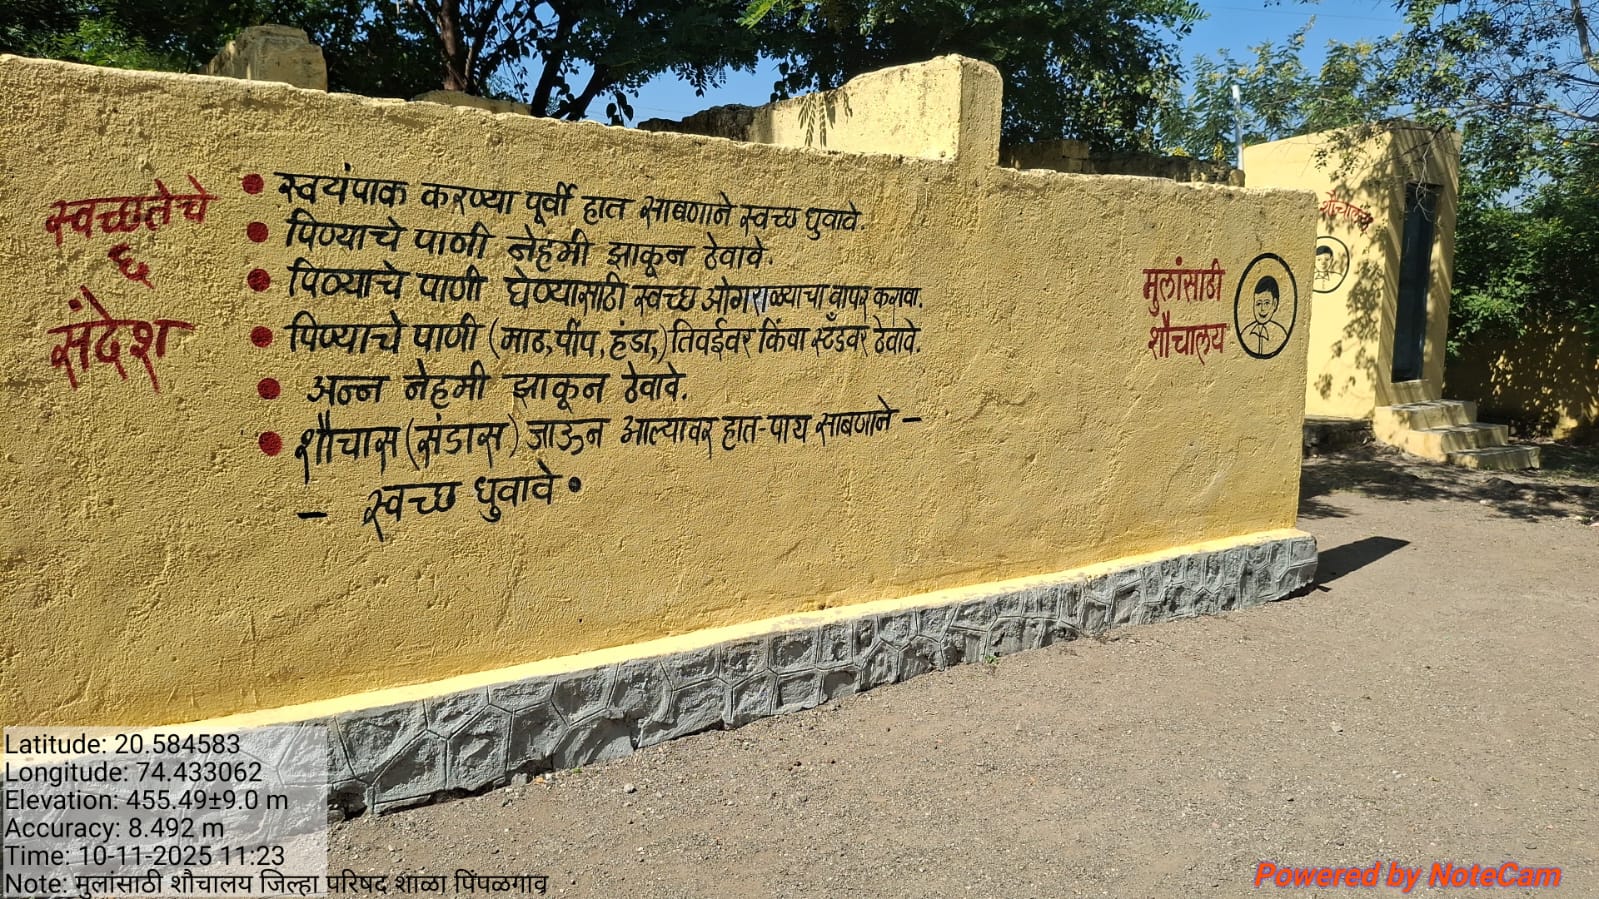 स्वच्छतेचे
६
संदेश
● स्वयंपाक करण्या पूर्वी हात साबणाने स्वच्छ धुवावे.
● पिण्याचे पाणी नेहमी झाकून ठेवावे.
● पिण्याचे पाणी घेण्यासाठी स्वच्छ ओगराळ्याचा वापर करावा.
● पिण्याचे पाणी (माठ,पींप,हंडा,) तिवईवर किंवा स्टँडवर ठेवावे.
● अन्न नेहमी झाकून ठेवावे.
● शौचास (संडास) जाऊन आल्यावर हात-पाय साबणाने –
– स्वच्छ धुवावे •
मुलांसाठी
शौचालय
शौचालय
Latitude: 20.584583
Longitude: 74.433062
Elevation: 455.49±9.0 m
Accuracy: 8.492 m
Time: 10-11-2025 11:23
Note: मुलांसाठी शौचालय जिल्हा परिषद शाळा पिंपळगाव
Powered by NoteCam